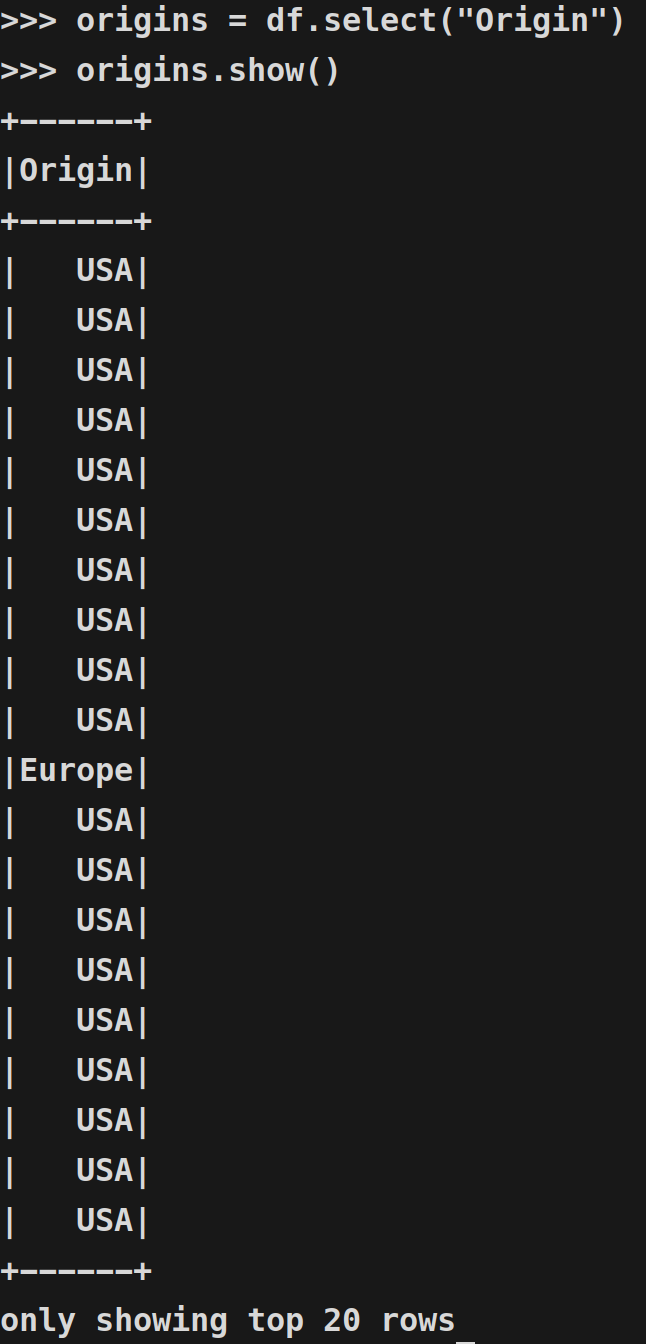 >>> origins = df.select("Origin")
>>> origins.show()
+------+
|Origin|
+------+
|   USA|
|   USA|
|   USA|
|   USA|
|   USA|
|   USA|
|   USA|
|   USA|
|   USA|
|   USA|
|Europe|
|   USA|
|   USA|
|   USA|
|   USA|
|   USA|
|   USA|
|   USA|
|   USA|
|   USA|
+------+
only showing top 20 rows